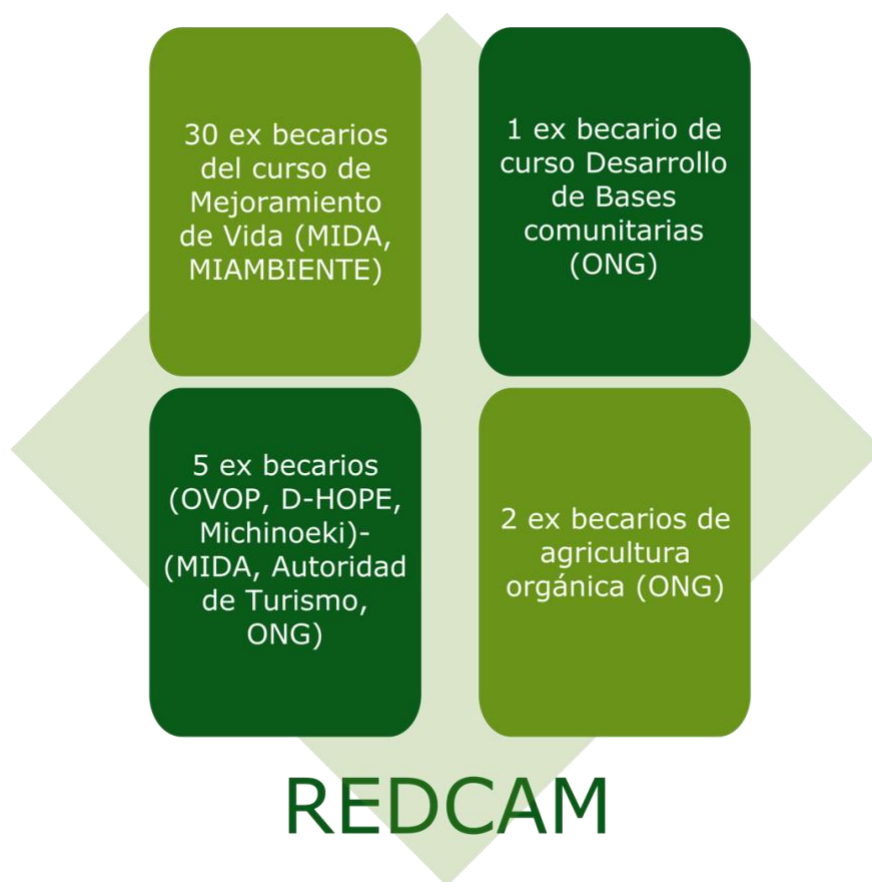 30 ex becarios
del curso de
Mejoramiento
de Vida (MIDA,
MIAMBIENTE)
1 ex becario de
curso Desarrollo
de Bases
comunitarias
(ONG)
5 ex becarios
(OVOP, D-HOPE,
Michinoeki)-
(MIDA, Autoridad
de Turismo,
ONG)
2 ex becarios de
agricultura
orgánica (ONG)
REDCAM